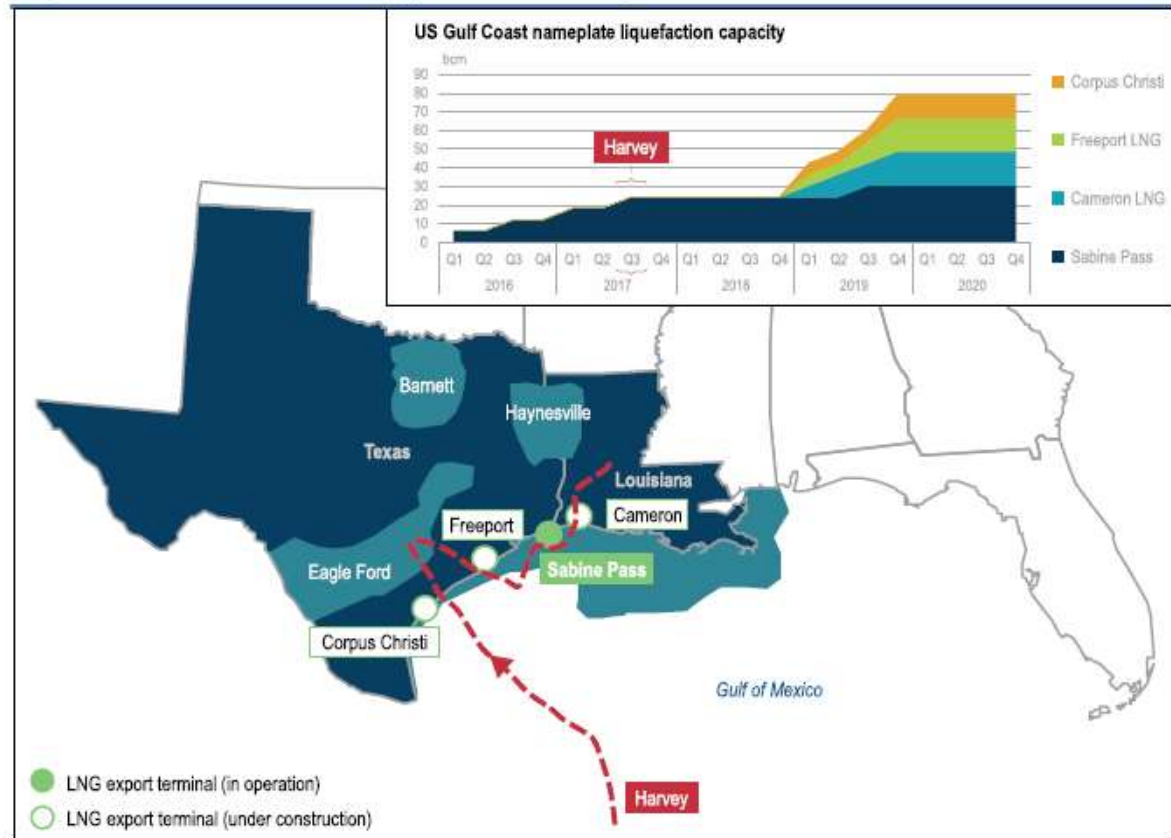 US Gulf Coast nameplate liquefaction capacity
bcm
90
80
70
60
50
40
30
20
10
0
Harvey
Corpus Christi
Freeport LNG
Cameron LNG
Sabine Pass
Q1 Q2 Q3 Q4 Q1 Q2 Q3 Q4 Q1 Q2 Q3 Q4 Q1 Q2 Q3 Q4 Q1 Q2 Q3 Q4
2016 2017 2018 2019 2020
Barnett
Haynesville
Texas
Louisiana
Freeport
Cameron
Eagle Ford
Sabine Pass
Corpus Christi
Gulf of Mexico
LNG export terminal (in operation)
Harvey
LNG export terminal (under construction)